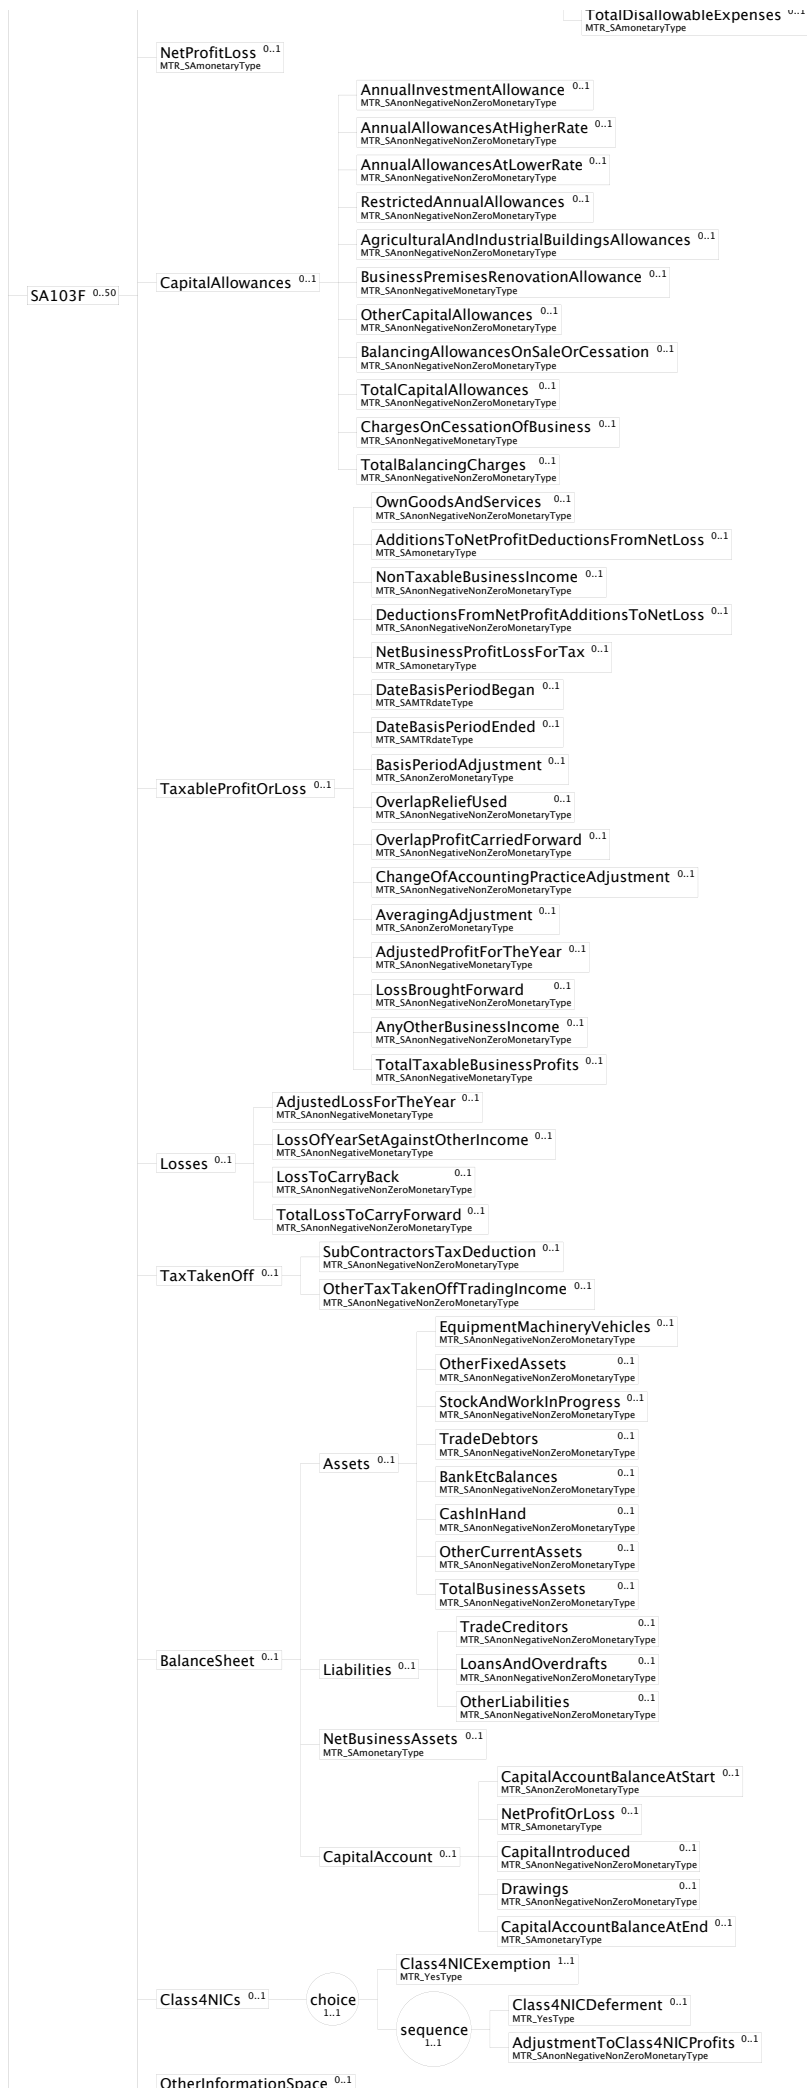 TotalDisallowableExpenses 0..1
MTR_SAmonetaryType
NetProfitLoss 0..1
MTR_SAmonetaryType
SA103F 0..50
CapitalAllowances 0..1
AnnualInvestmentAllowance 0..1
MTR_SAnonNegativeNonZeroMonetaryType
AnnualAllowancesAtHigherRate 0..1
MTR_SAnonNegativeNonZeroMonetaryType
AnnualAllowancesAtLowerRate 0..1
MTR_SAnonNegativeNonZeroMonetaryType
RestrictedAnnualAllowances 0..1
MTR_SAnonNegativeNonZeroMonetaryType
AgriculturalAndIndustrialBuildingsAllowances 0..1
MTR_SAnonNegativeNonZeroMonetaryType
BusinessPremisesRenovationAllowance 0..1
MTR_SAnonNegativeMonetaryType
OtherCapitalAllowances 0..1
MTR_SAnonNegativeNonZeroMonetaryType
BalancingAllowancesOnSaleOrCessation 0..1
MTR_SAnonNegativeNonZeroMonetaryType
TotalCapitalAllowances 0..1
MTR_SAnonNegativeNonZeroMonetaryType
ChargesOnCessationOfBusiness 0..1
MTR_SAnonNegativeMonetaryType
TotalBalancingCharges 0..1
MTR_SAnonNegativeNonZeroMonetaryType
TaxableProfitOrLoss 0..1
OwnGoodsAndServices 0..1
MTR_SAnonNegativeNonZeroMonetaryType
AdditionsToNetProfitDeductionsFromNetLoss 0..1
MTR_SAmonetaryType
NonTaxableBusinessIncome 0..1
MTR_SAnonNegativeNonZeroMonetaryType
DeductionsFromNetProfitAdditionsToNetLoss 0..1
MTR_SAnonNegativeNonZeroMonetaryType
NetBusinessProfitLossForTax 0..1
MTR_SAmonetaryType
DateBasisPeriodBegan 0..1
MTR_SAMTRdateType
DateBasisPeriodEnded 0..1
MTR_SAMTRdateType
BasisPeriodAdjustment 0..1
MTR_SAnonZeroMonetaryType
OverlapReliefUsed 0..1
MTR_SAnonNegativeNonZeroMonetaryType
OverlapProfitCarriedForward 0..1
MTR_SAnonNegativeNonZeroMonetaryType
ChangeOfAccountingPracticeAdjustment 0..1
MTR_SAnonNegativeNonZeroMonetaryType
AveragingAdjustment 0..1
MTR_SAnonZeroMonetaryType
AdjustedProfitForTheYear 0..1
MTR_SAnonNegativeMonetaryType
LossBroughtForward 0..1
MTR_SAnonNegativeNonZeroMonetaryType
AnyOtherBusinessIncome 0..1
MTR_SAnonNegativeNonZeroMonetaryType
TotalTaxableBusinessProfits 0..1
MTR_SAnonNegativeMonetaryType
Losses 0..1
AdjustedLossForTheYear 0..1
MTR_SAnonNegativeMonetaryType
LossOfYearSetAgainstOtherIncome 0..1
MTR_SAnonNegativeMonetaryType
LossToCarryBack 0..1
MTR_SAnonNegativeNonZeroMonetaryType
TotalLossToCarryForward 0..1
MTR_SAnonNegativeNonZeroMonetaryType
TaxTakenOff 0..1
SubContractorsTaxDeduction 0..1
MTR_SAnonNegativeNonZeroMonetaryType
OtherTaxTakenOffTradingIncome 0..1
MTR_SAnonNegativeNonZeroMonetaryType
BalanceSheet 0..1
Assets 0..1
EquipmentMachineryVehicles 0..1
MTR_SAnonNegativeNonZeroMonetaryType
OtherFixedAssets 0..1
MTR_SAnonNegativeNonZeroMonetaryType
StockAndWorkInProgress 0..1
MTR_SAnonNegativeNonZeroMonetaryType
TradeDebtors 0..1
MTR_SAnonNegativeNonZeroMonetaryType
BankEtcBalances 0..1
MTR_SAnonNegativeNonZeroMonetaryType
CashInHand 0..1
MTR_SAnonNegativeNonZeroMonetaryType
OtherCurrentAssets 0..1
MTR_SAnonNegativeNonZeroMonetaryType
TotalBusinessAssets 0..1
MTR_SAnonNegativeNonZeroMonetaryType
Liabilities 0..1
TradeCreditors 0..1
MTR_SAnonNegativeNonZeroMonetaryType
LoansAndOverdrafts 0..1
MTR_SAnonNegativeNonZeroMonetaryType
OtherLiabilities 0..1
MTR_SAnonNegativeNonZeroMonetaryType
NetBusinessAssets 0..1
MTR_SAmonetaryType
CapitalAccount 0..1
CapitalAccountBalanceAtStart 0..1
MTR_SAnonZeroMonetaryType
NetProfitOrLoss 0..1
MTR_SAmonetaryType
CapitalIntroduced 0..1
MTR_SAnonNegativeNonZeroMonetaryType
Drawings 0..1
MTR_SAnonNegativeNonZeroMonetaryType
CapitalAccountBalanceAtEnd 0..1
MTR_SAmonetaryType
Class4NICs 0..1
choice
1..1
Class4NICExemption 1..1
MTR_YesType
sequence
1..1
Class4NICDeferment 0..1
MTR_YesType
AdjustmentToClass4NICProfits 0..1
MTR_SAnonNegativeNonZeroMonetaryType
OtherInformationSpace 0..1